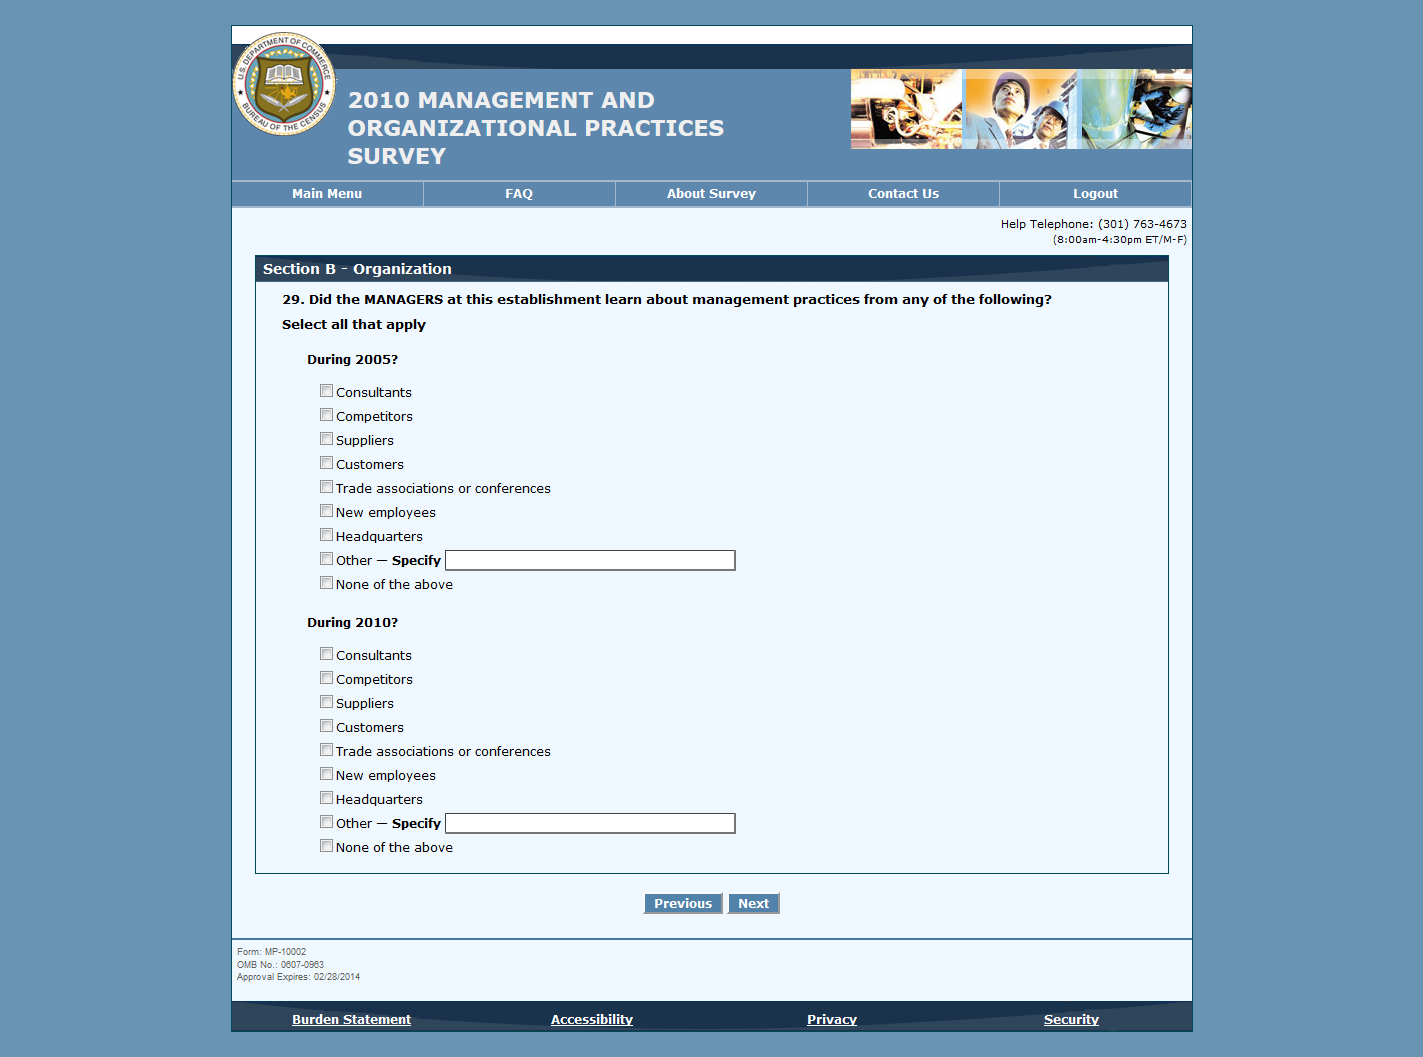 U.S. DEPARTMENT OF COMMERCE
BUREAU OF THE CENSUS
2010 MANAGEMENT AND
ORGANIZATIONAL PRACTICES
SURVEY
Main Menu FAQ About Survey Contact Us Logout
Help Telephone: (301) 763-4673
(8:00am-4:30pm ET/M-F)
Section B - Organization
29. Did the MANAGERS at this establishment learn about management practices from any of the following?
Select all that apply
During 2005?
Consultants
Competitors
Suppliers
Customers
Trade associations or conferences
New employees
Headquarters
Other — Specify
None of the above
During 2010?
Consultants
Competitors
Suppliers
Customers
Trade associations or conferences
New employees
Headquarters
Other — Specify
None of the above
Previous Next
Form: MP-10002
OMB No.: 0607-0963
Approval Expires: 02/28/2014
Burden Statement Accessibility Privacy Security